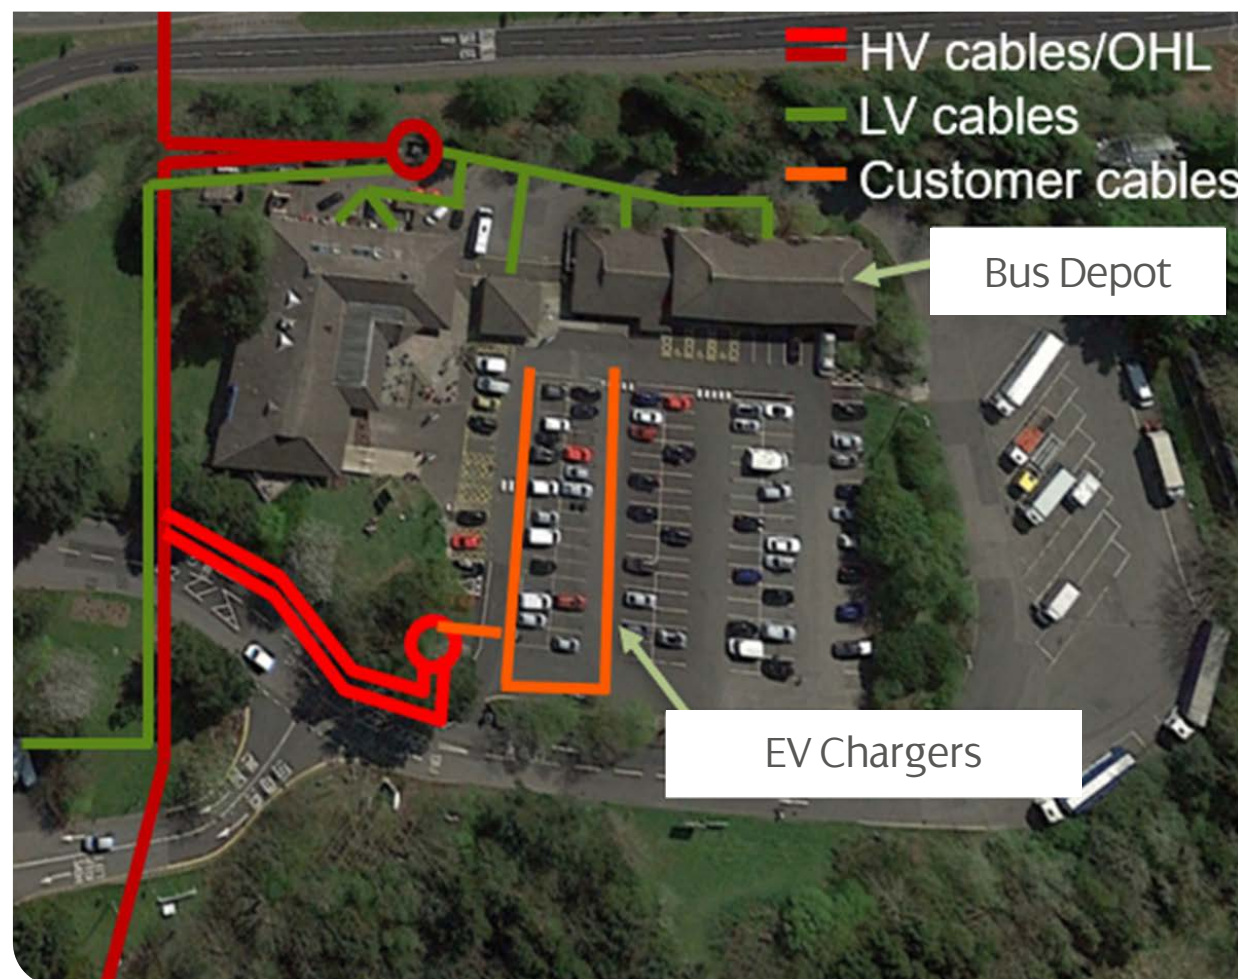 HV cables/OHL
LV cables
Customer cables
Bus Depot
EV Chargers